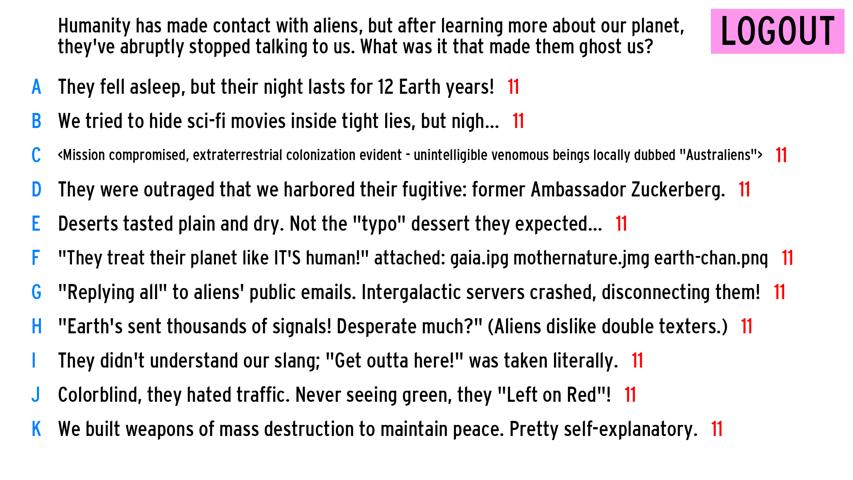 Humanity has made contact with aliens, but after learning more about our planet,
they've abruptly stopped talking to us. What was it that made them ghost us?
LOGOUT
A They fell asleep, but their night lasts for 12 Earth years! 11
B We tried to hide sci-fi movies inside tight lies, but nigh... 11
C <Mission compromised, extraterrestrial colonization evident - unintelligible venomous beings locally dubbed "Australiens"> 11
D They were outraged that we harbored their fugitive: former Ambassador Zuckerberg. 11
E Deserts tasted plain and dry. Not the "typo" dessert they expected... 11
F "They treat their planet like IT'S human!" attached: gaia.ipg mothernature.jmg earth-chan.pnq 11
G "Replying all" to aliens' public emails. Intergalactic servers crashed, disconnecting them! 11
H "Earth's sent thousands of signals! Desperate much?" (Aliens dislike double texters.) 11
I They didn't understand our slang; "Get outta here!" was taken literally. 11
J Colorblind, they hated traffic. Never seeing green, they "Left on Red"! 11
K We built weapons of mass destruction to maintain peace. Pretty self-explanatory. 11